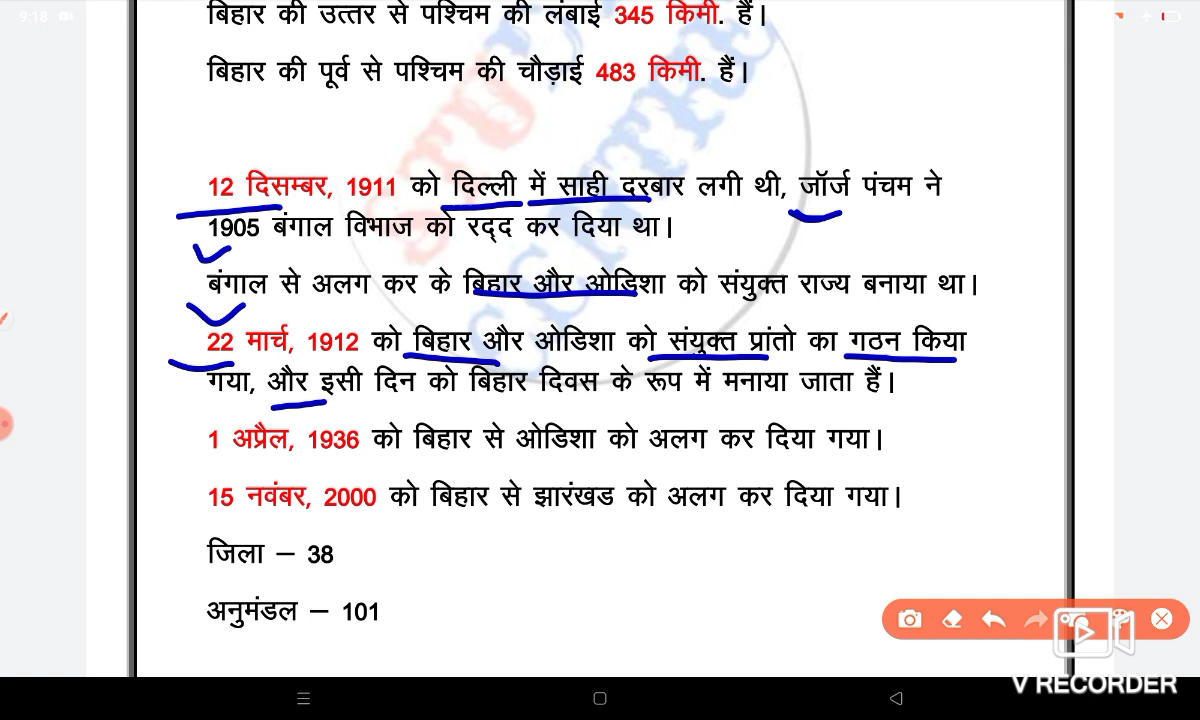 9:18
बिहार की उत्तर से पश्चिम की लंबाई 345 किमी. हैं|
बिहार की पूर्व से पश्चिम की चौड़ाई 483 किमी. हैं|
12 दिसम्बर, 1911 को दिल्ली में साही दरबार लगी थी, जॉर्ज पंचम ने
1905 बंगाल विभाज को रद्द कर दिया था|
बंगाल से अलग कर के बिहार और ओडिशा को संयुक्त राज्य बनाया था|
22 मार्च, 1912 को बिहार और ओडिशा को संयुक्त प्रांतो का गठन किया
गया, और इसी दिन को बिहार दिवस के रूप में मनाया जाता हैं|
1 अप्रैल, 1936 को बिहार से ओडिशा को अलग कर दिया गया|
15 नवंबर, 2000 को बिहार से झारंखड को अलग कर दिया गया|
जिला – 38
अनुमंडल – 101
V RECORDER